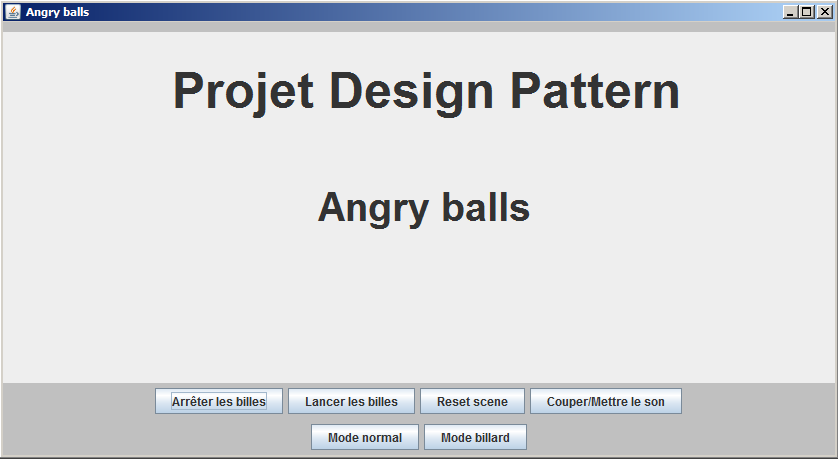 Angry balls
Projet Design Pattern
Angry balls
Arrêter les billes Lancer les billes Reset scene Couper/Mettre le son
Mode normal Mode billard